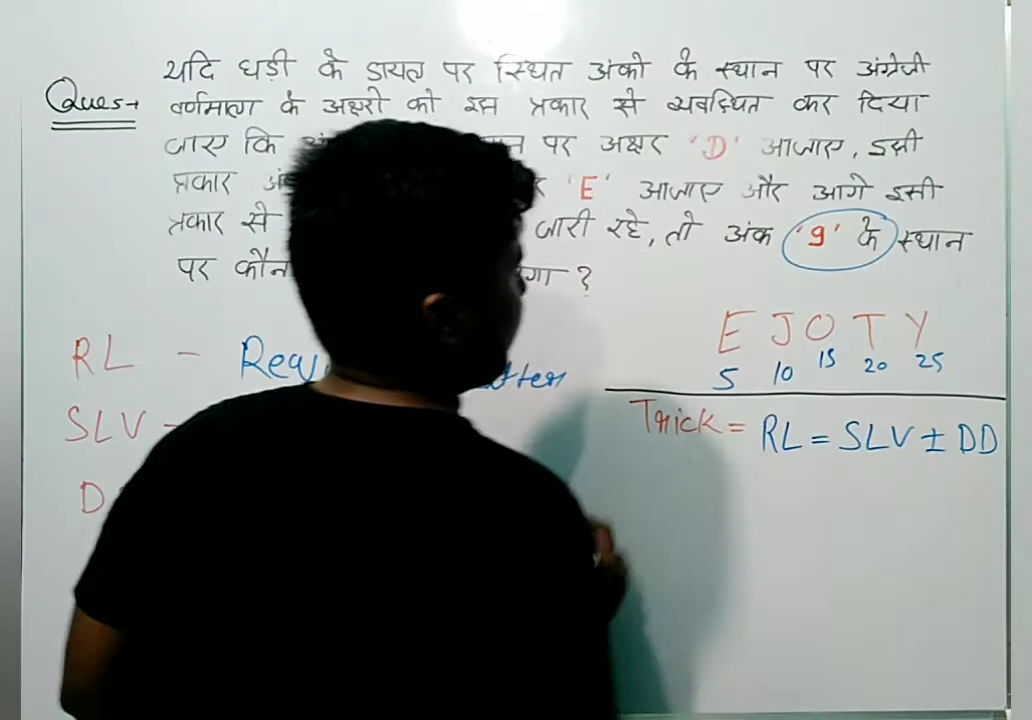 Ques→ यदि घड़ी के डायल पर स्थित अंको के स्थान पर अंग्रेजी
वर्णमाला के अक्षरो को इस प्रकार से व्यवस्थित कर दिया
जाए कि पर अक्षर 'D' आजाए, इसी
प्रकार 'E' आजाए और आगे इसी
प्रकार से जारी रहे, तो अंक '9' के स्थान
पर कौन ?
E J O T Y
5 10 15 20 25
RL -
SLV -
D
Trick = RL = SLV ± DD